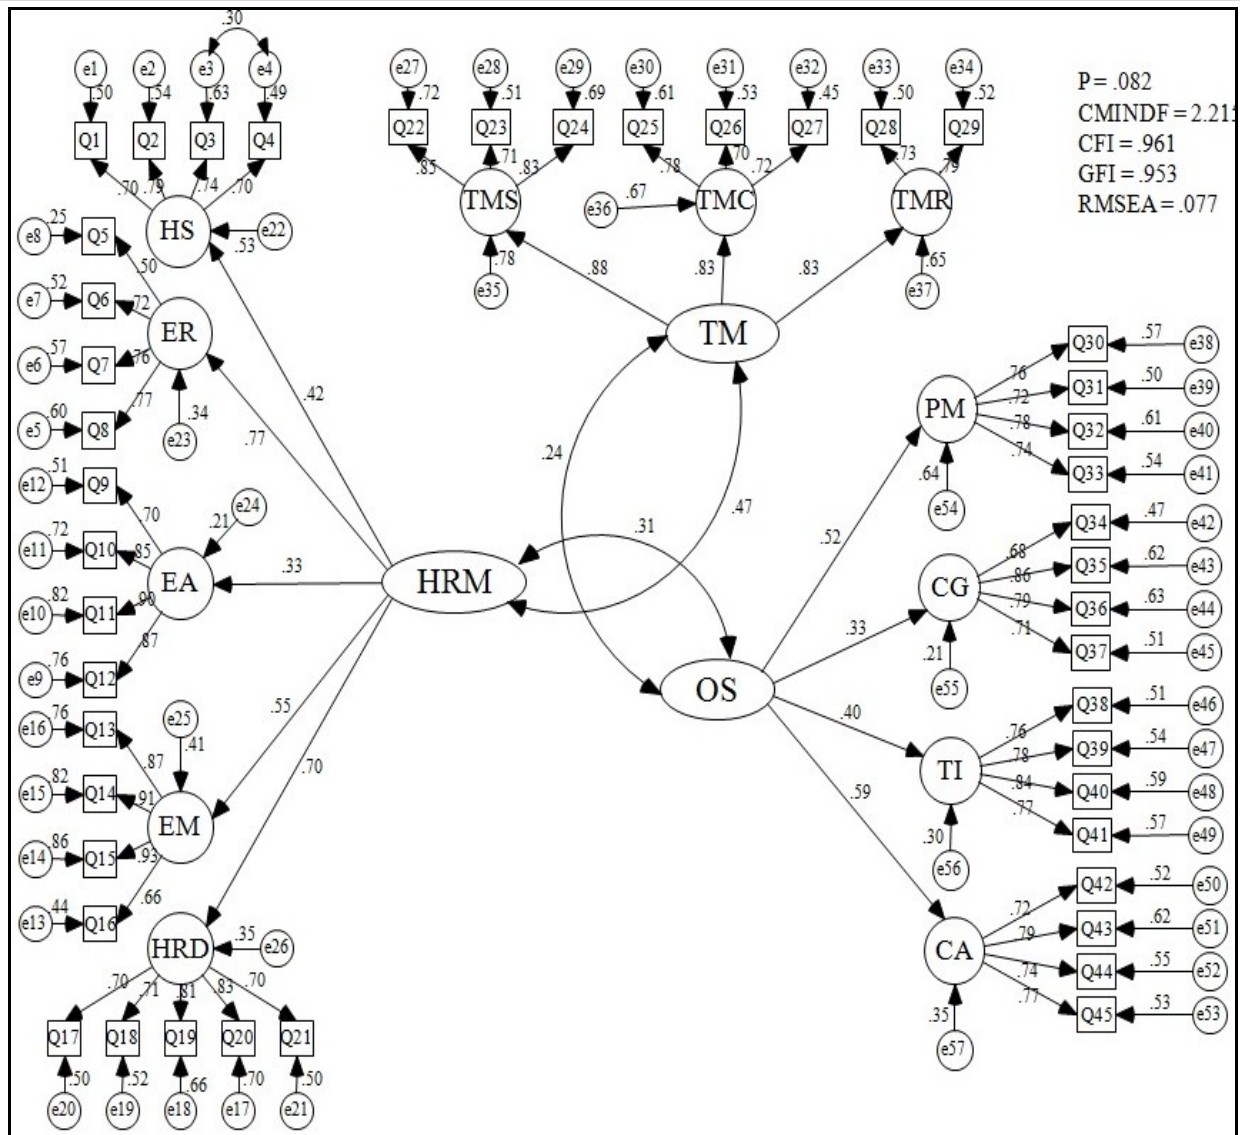 .30
e1 e2 e3 e4
.50 .54 .63 .49
Q1 Q2 Q3 Q4
.70 .79 .74 .70
HS
e22
.53
e27 e28 e29 e30 e31 e32 e33 e34
.72 .51 .69 .61 .53 .45 .50 .52
Q22 Q23 Q24 Q25 Q26 Q27 Q28 Q29
.85 .71 .83 .78 .70 .72 .73 .79
TMS TMC TMR
e36 .67
.78 .65
e35 e37
.88 .83 .83
TM
P = .082
CMINDF = 2.21
CFI = .961
GFI = .953
RMSEA = .077
e8 .25 Q5 .50
e7 .52 Q6 .72
e6 .57 Q7 .76
e5 .60 Q8 .77
ER
.34
e23
.42
.77
e12 .51 Q9 .70
e11 .72 Q10 .85
e10 .82 Q11 .90
e9 .76 Q12 .87
EA
e24
.21
.33
HRM
.24
.31
.47
OS
e16 .76 Q13 .87
e15 .82 Q14 .91
e14 .86 Q15 .93
e13 .44 Q16 .66
e25
.41
EM
.55
.70
HRD
.35 e26
.70 .71 .81 .83 .70
Q17 Q18 Q19 Q20 Q21
.50 .52 .66 .70 .50
e20 e19 e18 e17 e21
.52
.33
.40
.59
PM
.76 Q30 .57 e38
.72 Q31 .50 e39
.78 Q32 .61 e40
.74 Q33 .54 e41
.64
e54
CG
.68 Q34 .47 e42
.86 Q35 .62 e43
.79 Q36 .63 e44
.71 Q37 .51 e45
.21
e55
TI
.76 Q38 .51 e46
.78 Q39 .54 e47
.84 Q40 .59 e48
.77 Q41 .57 e49
.30
e56
CA
.72 Q42 .52 e50
.79 Q43 .62 e51
.74 Q44 .55 e52
.77 Q45 .53 e53
.35
e57